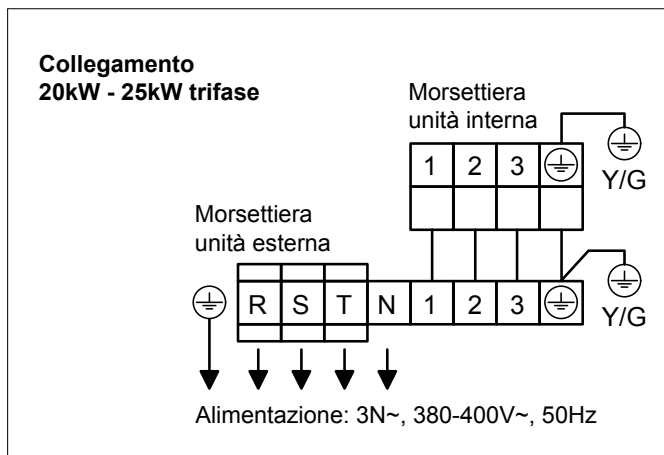 Collegamento
20kW - 25kW trifase
Morsettiera
unità interna
1 2 3
Y/G
Morsettiera
unità esterna
R S T N 1 2 3
Y/G
Alimentazione: 3N~, 380-400V~, 50Hz